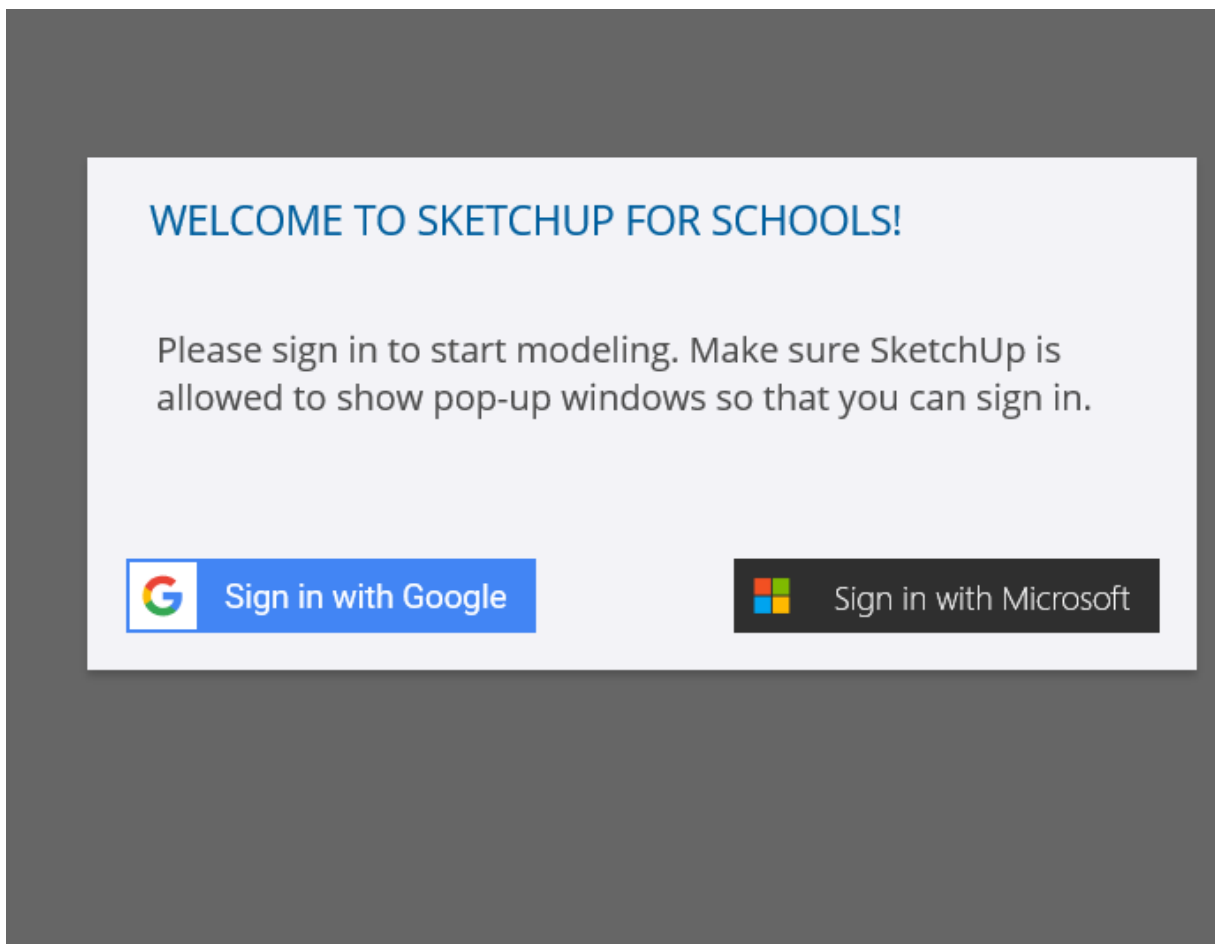 WELCOME TO SKETCHUP FOR SCHOOLS!
Please sign in to start modeling. Make sure SketchUp is
allowed to show pop-up windows so that you can sign in.
Sign in with Google
Sign in with Microsoft